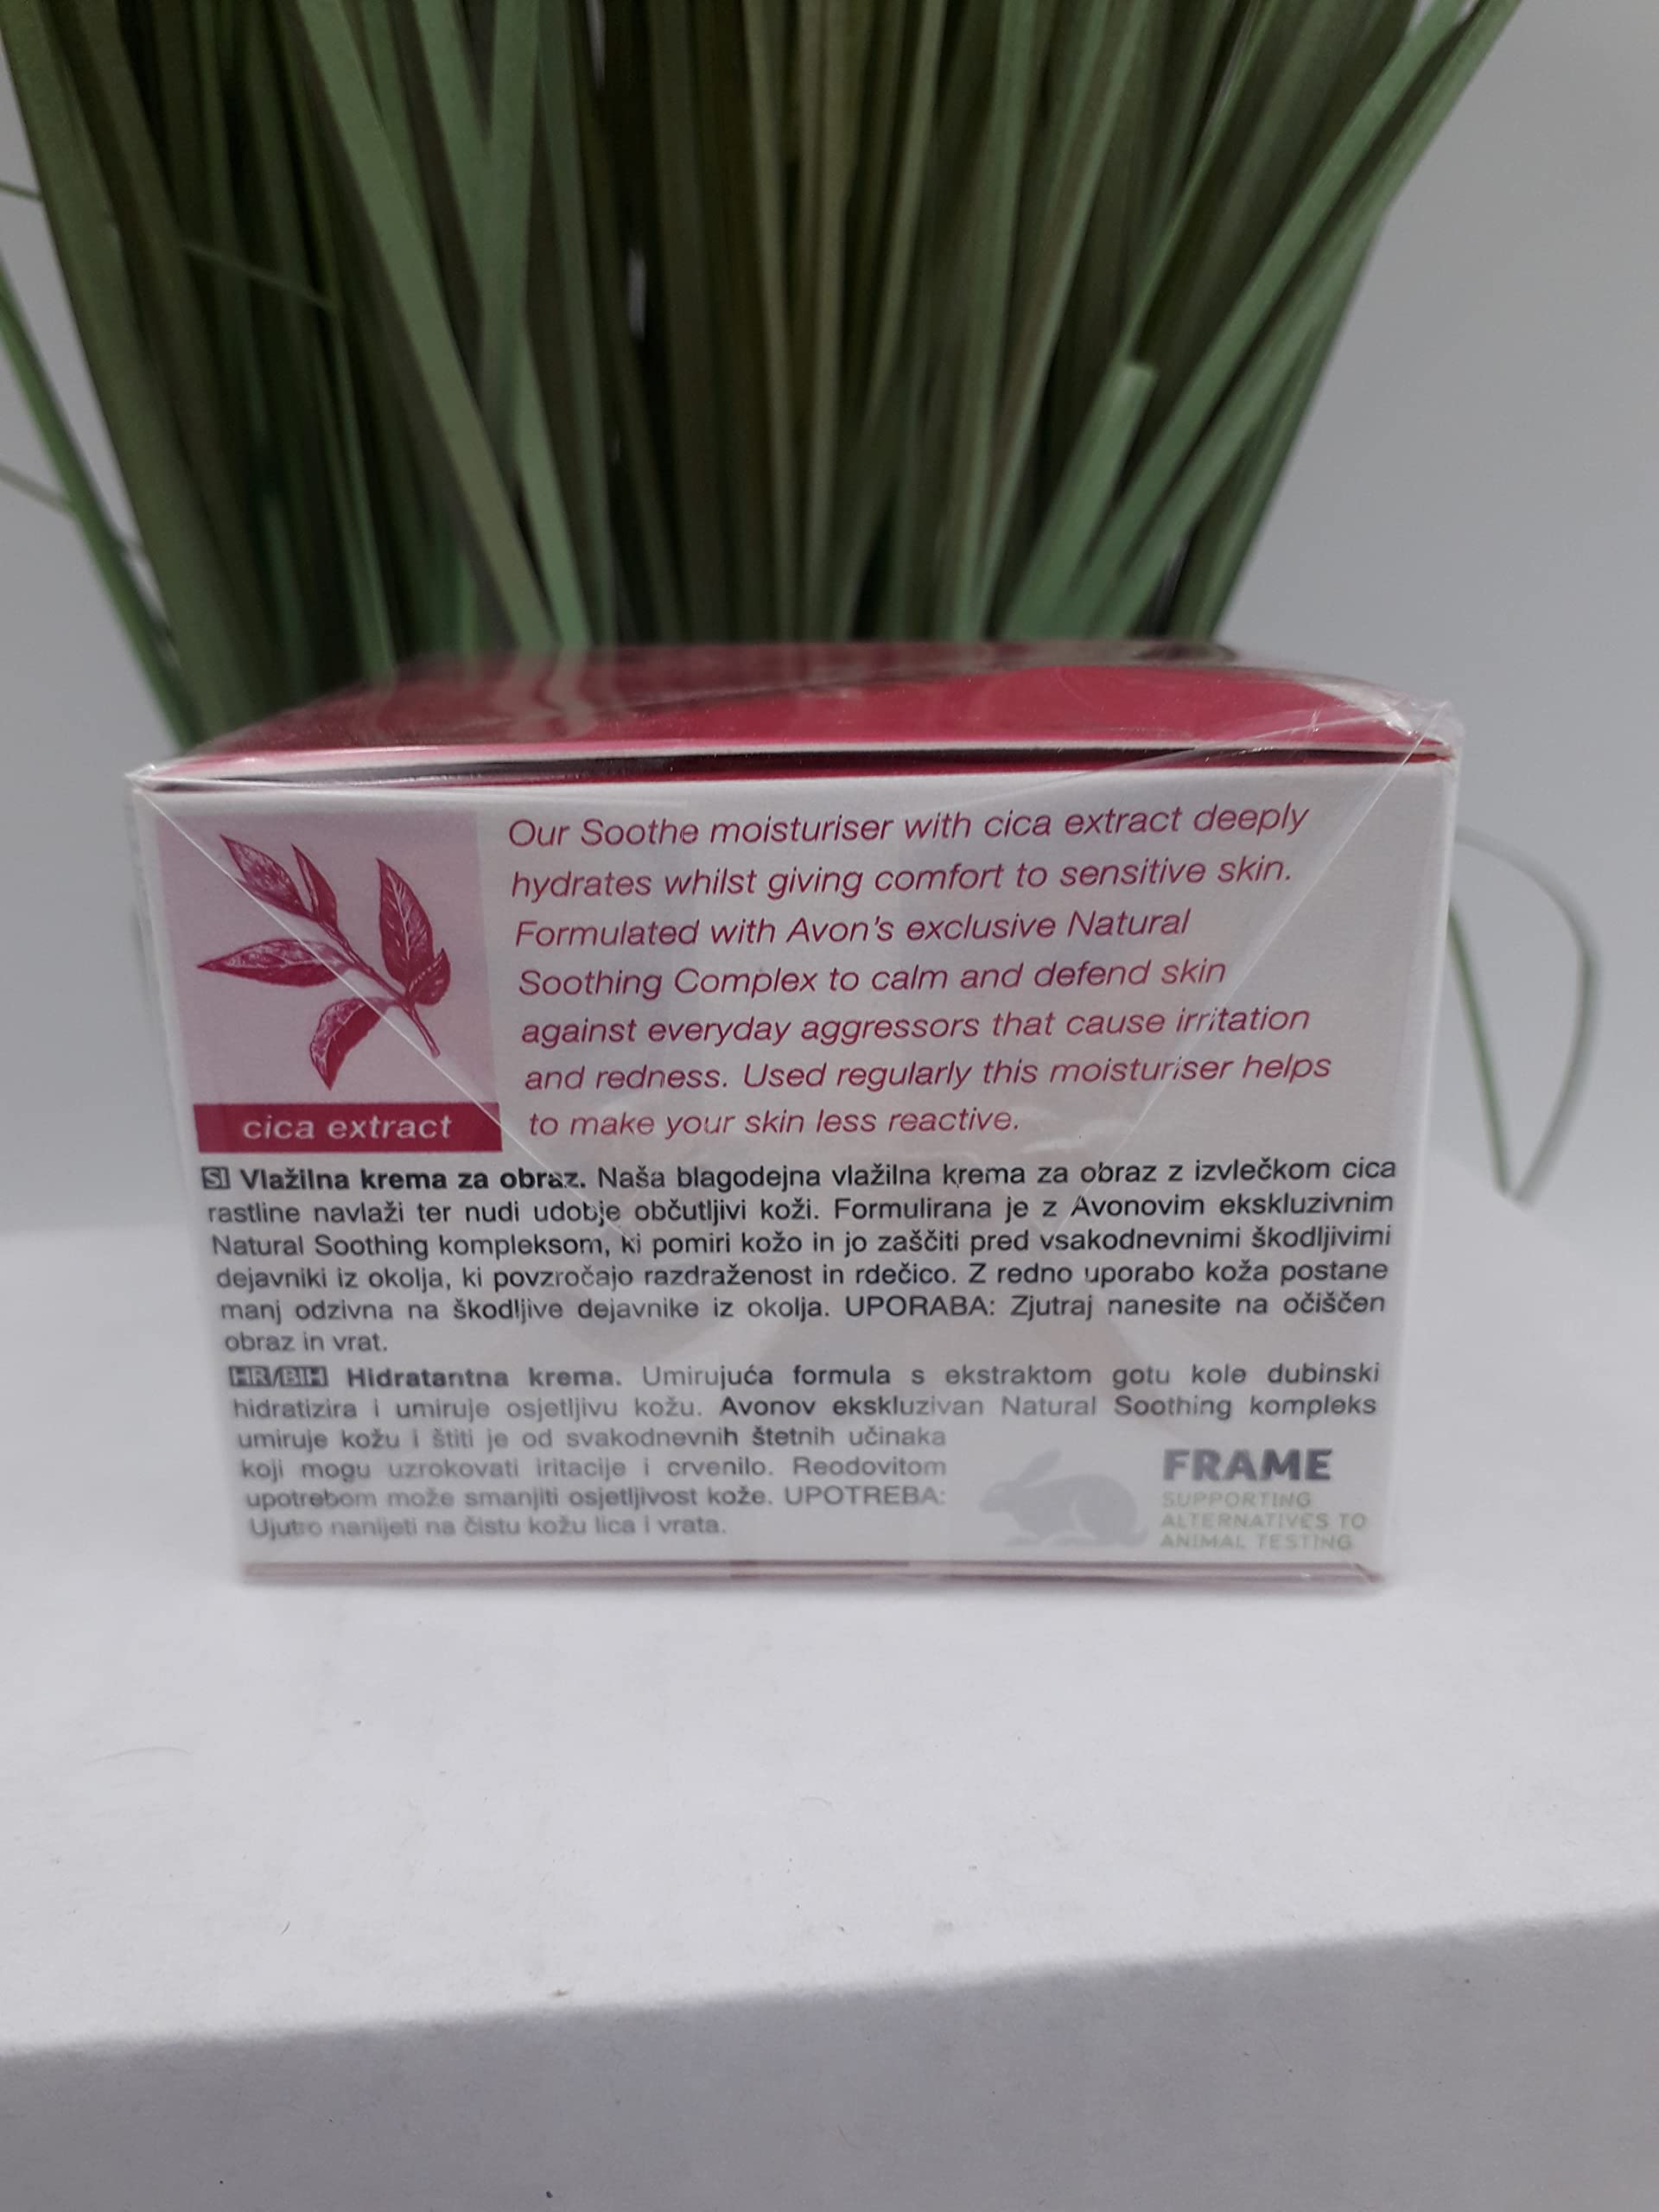 Our Soothe moisturiser with cica extract deeply
hydrates whilst giving comfort to sensitive skin.
Formulated with Avon's exclusive Natural
Soothing Complex to calm and defend skin
against everyday aggressors that cause irritation
and redness. Used regularly this moisturiser helps
to make your skin less reactive.
cica extract
SI Vlažilna krema za obraz. Naša blagodejna vlažilna krema za obraz z izvlečkom cica
rastline navlaži ter nudi udobje občutljivi koži. Formulirana je z Avonovim ekskluzivnim
Natural Soothing kompleksom, ki pomiri kožo in jo zaščiti pred vsakodnevnimi škodljivimi
dejavniki iz okolja, ki povzročajo razdraženost in rdečico. Z redno uporabo koža postane
manj odzivna na škodljive dejavnike iz okolja. UPORABA: Zjutraj nanesite na očiščen
obraz in vrat.
HR/BIH Hidratantna krema. Umirujuća formula s ekstraktom gotu kole dubinski
hidratizira i umiruje osjetljivu kožu. Avonov ekskluzivan Natural Soothing kompleks
umiruje kožu i štiti je od svakodnevnih štetnih učinaka
koji mogu uzrokovati iritacije i crvenilo. Reodovitom
upotrebom može smanjiti osjetljivost kože. UPOTREBA:
Ujutro nanijeti na čistu kožu lica i vrata.
FRAME
SUPPORTING
ALTERNATIVES TO
ANIMAL TESTING